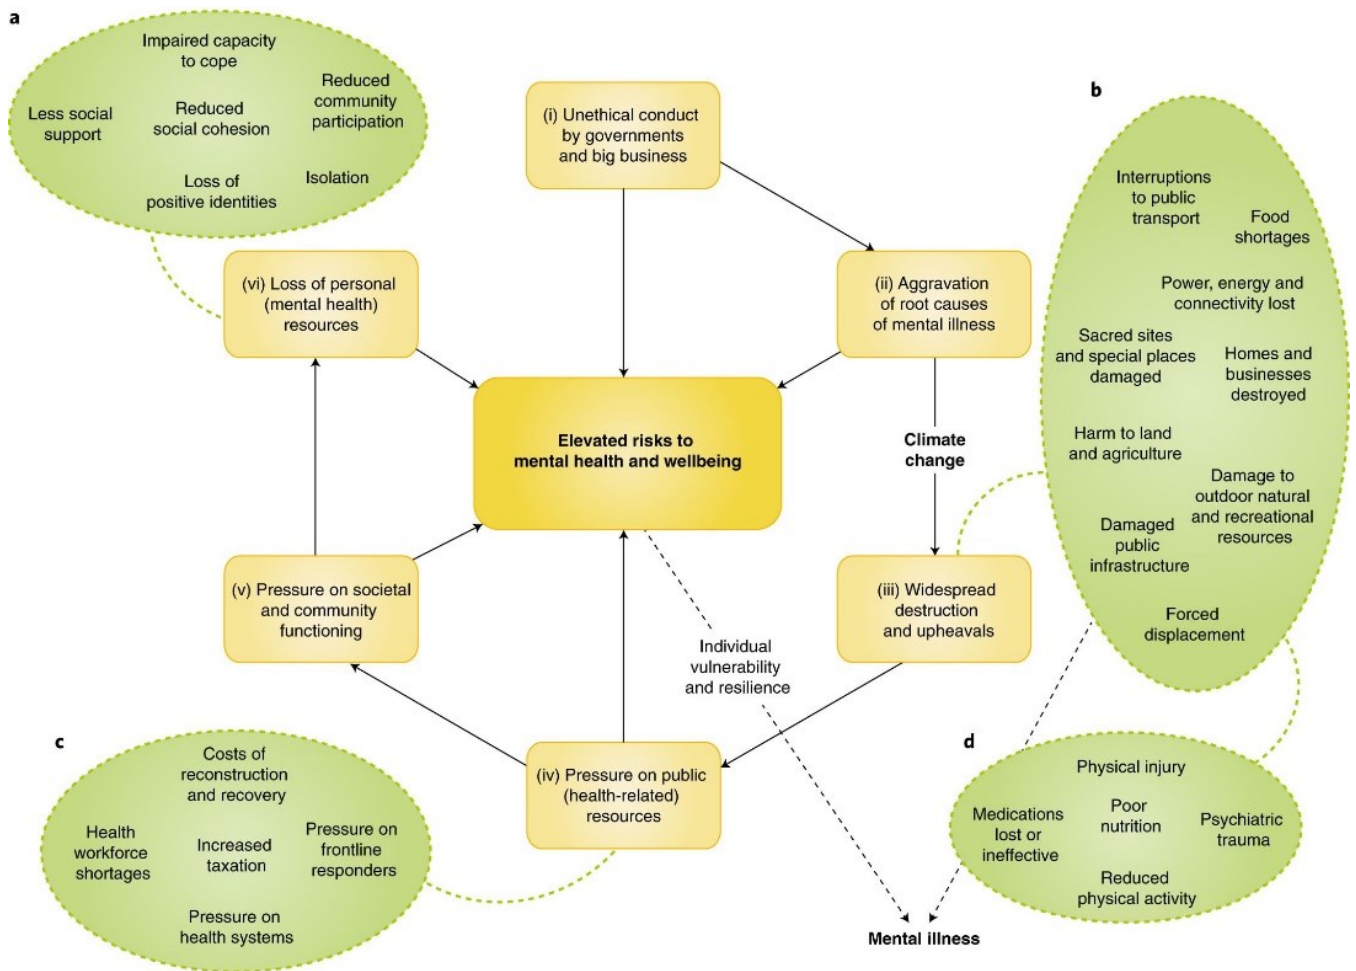 a
Impaired capacity
to cope
Less social
support
Reduced
social cohesion
Reduced
community
participation
Loss of
positive identities
Isolation
(i) Unethical conduct
by governments
and big business
b
Interruptions
to public
transport
Food
shortages
Power, energy and
connectivity lost
Sacred sites
and special places
damaged
Homes and
businesses
destroyed
Harm to land
and agriculture
Damage to
outdoor natural
and recreational
resources
Damaged
public
infrastructure
Forced
displacement
(vi) Loss of personal
(mental health)
resources
(ii) Aggravation
of root causes
of mental illness
Elevated risks to
mental health and wellbeing
Climate
change
(v) Pressure on societal
and community
functioning
(iii) Widespread
destruction
and upheavals
Individual
vulnerability
and resilience
c
Costs of
reconstruction
and recovery
Health
workforce
shortages
Increased
taxation
Pressure on
frontline
responders
Pressure on
health systems
(iv) Pressure on public
(health-related)
resources
d
Physical injury
Medications
lost or
ineffective
Poor
nutrition
Psychiatric
trauma
Reduced
physical activity
Mental illness